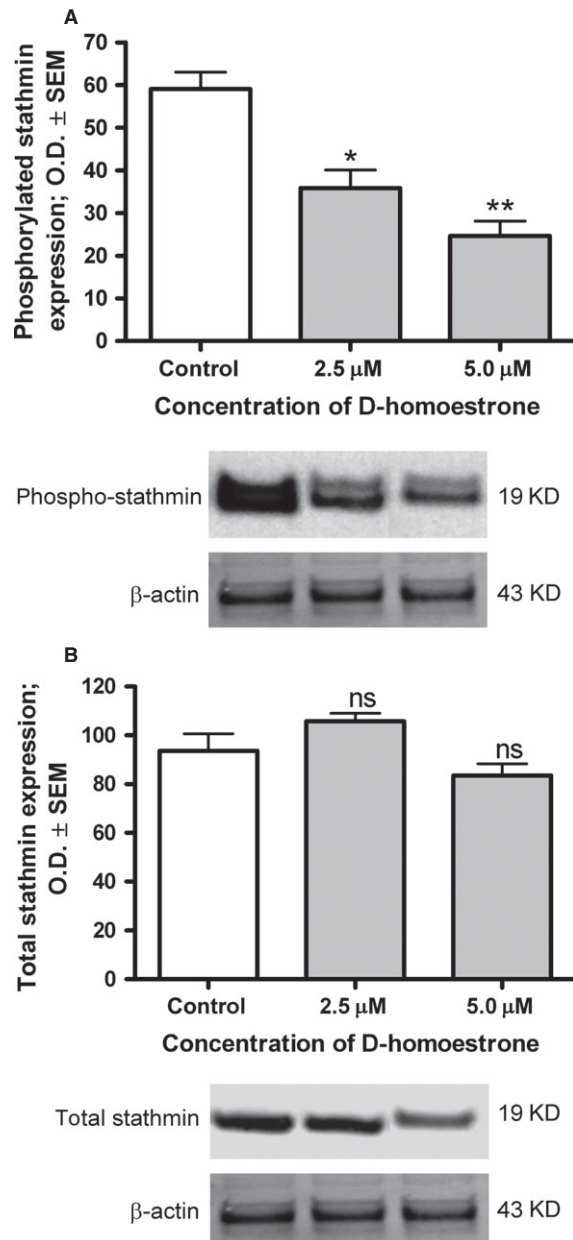 A
Phosphorylated stathmin
expression; O.D. ± SEM
70
60
50
40
30
20
10
0
*
**
Control 2.5 μM 5.0 μM
Concentration of D-homoestrone
Phospho-stathmin 19 KD
β-actin 43 KD
B
Total stathmin expression;
O.D. ± SEM
120
100
80
60
40
20
0
ns
ns
Control 2.5 μM 5.0 μM
Concentration of D-homoestrone
Total stathmin 19 KD
β-actin 43 KD